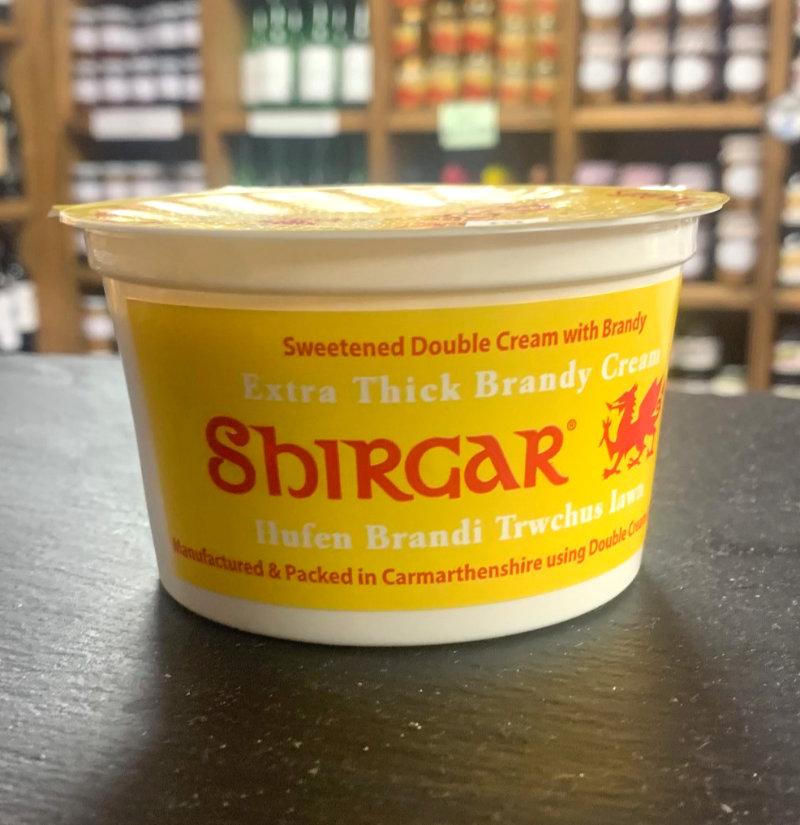 Sweetened Double Cream with Brandy
Extra Thick Brandy Cream
Shirgar®
Hufen Brandi Trwchus Iawn
Manufactured & Packed in Carmarthenshire using Double Cream